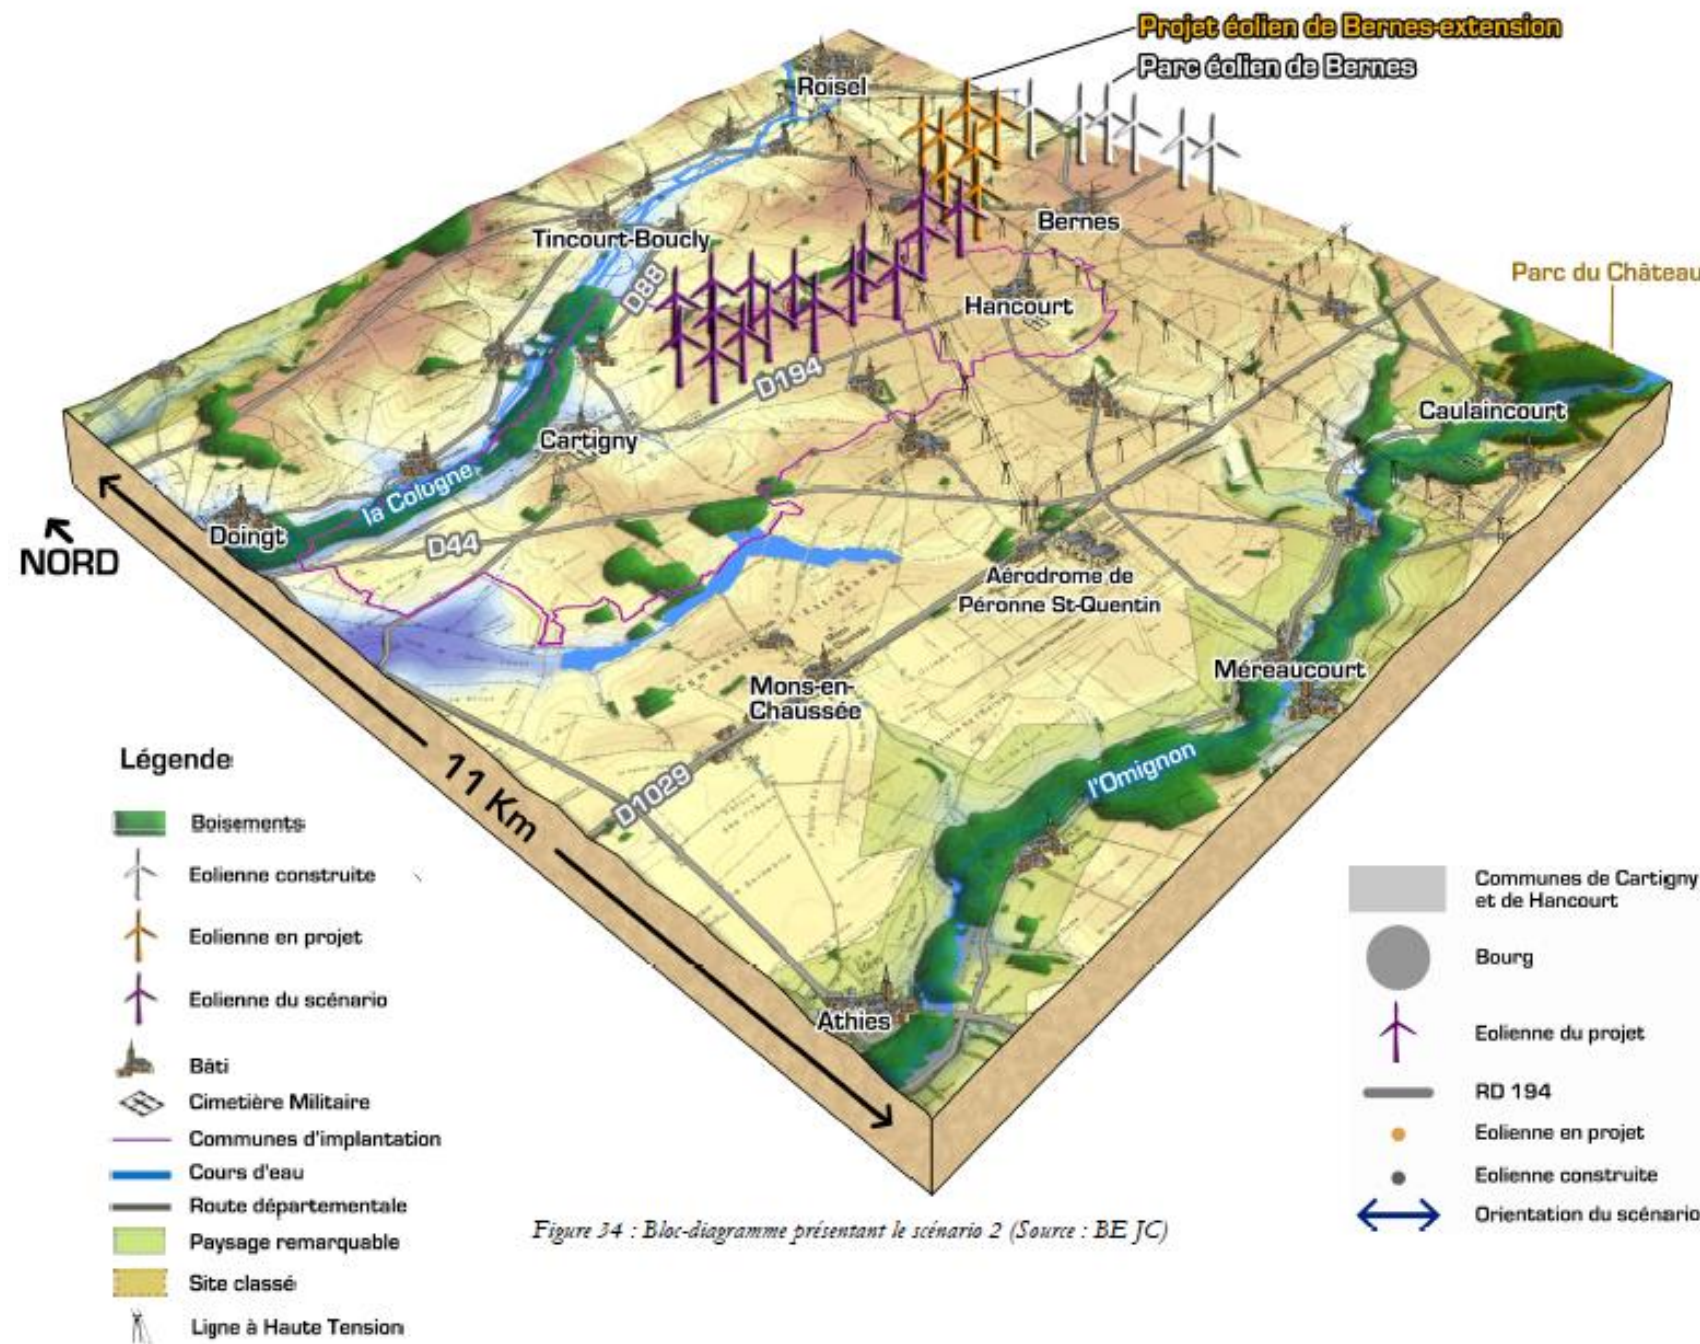 Projet éolien de Bernes-extension
Parc éolien de Bernes
Roisel
Tincourt-Boucly
D88
Bernes
Parc du Château
Hancourt
D194
Cartigny
Caulaincourt
la Cologne
Doingt
D44
NORD
Aérodrome de
Péronne St-Quentin
Méreaucourt
Mons-en-
Chaussée
l'Omignon
D1029
11 Km
Athies
Légende
Boisements
Eolienne construite
Eolienne en projet
Eolienne du scénario
Bâti
Cimetière Militaire
Communes d'implantation
Cours d'eau
Route départementale
Paysage remarquable
Site classé
Ligne à Haute Tension
Communes de Cartigny
et de Hancourt
Bourg
Eolienne du projet
RD 194
Eolienne en projet
Eolienne construite
Orientation du scénario
Figure 34 : Bloc-diagramme présentant le scénario 2 (Source : BE JC)